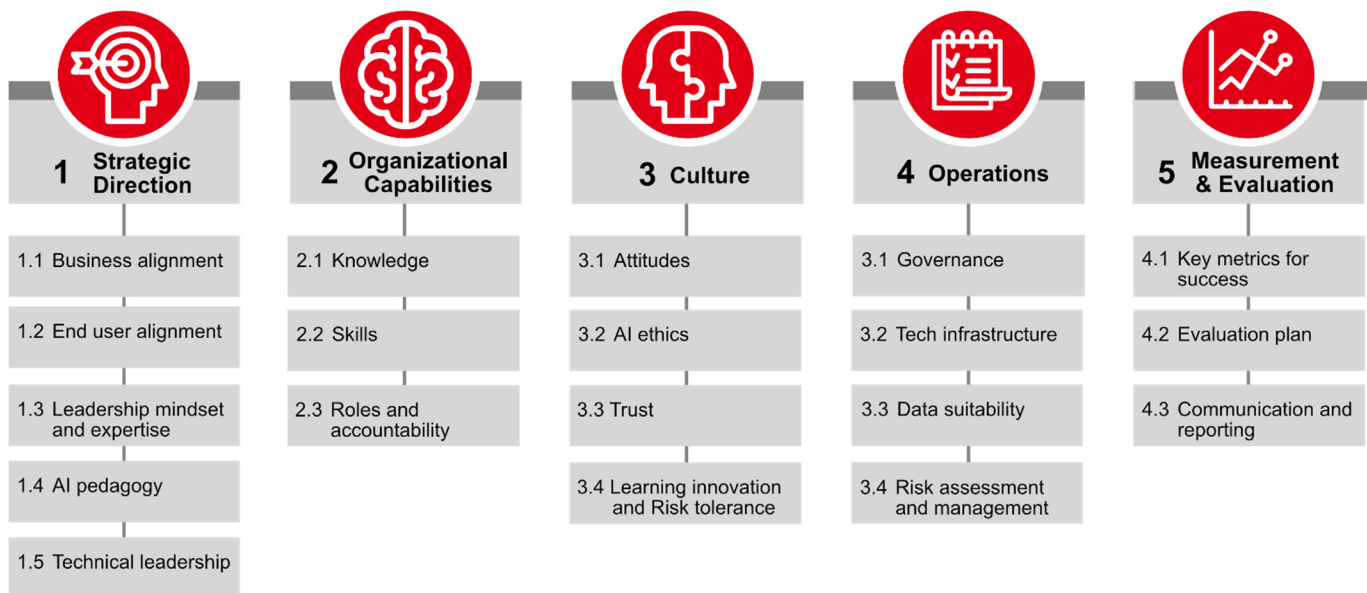 1 Strategic
Direction
1.1 Business alignment
1.2 End user alignment
1.3 Leadership mindset
and expertise
1.4 AI pedagogy
1.5 Technical leadership
2 Organizational
Capabilities
2.1 Knowledge
2.2 Skills
2.3 Roles and
accountability
3 Culture
3.1 Attitudes
3.2 AI ethics
3.3 Trust
3.4 Learning innovation
and Risk tolerance
4 Operations
3.1 Governance
3.2 Tech infrastructure
3.3 Data suitability
3.4 Risk assessment
and management
5 Measurement
& Evaluation
4.1 Key metrics for
success
4.2 Evaluation plan
4.3 Communication and
reporting